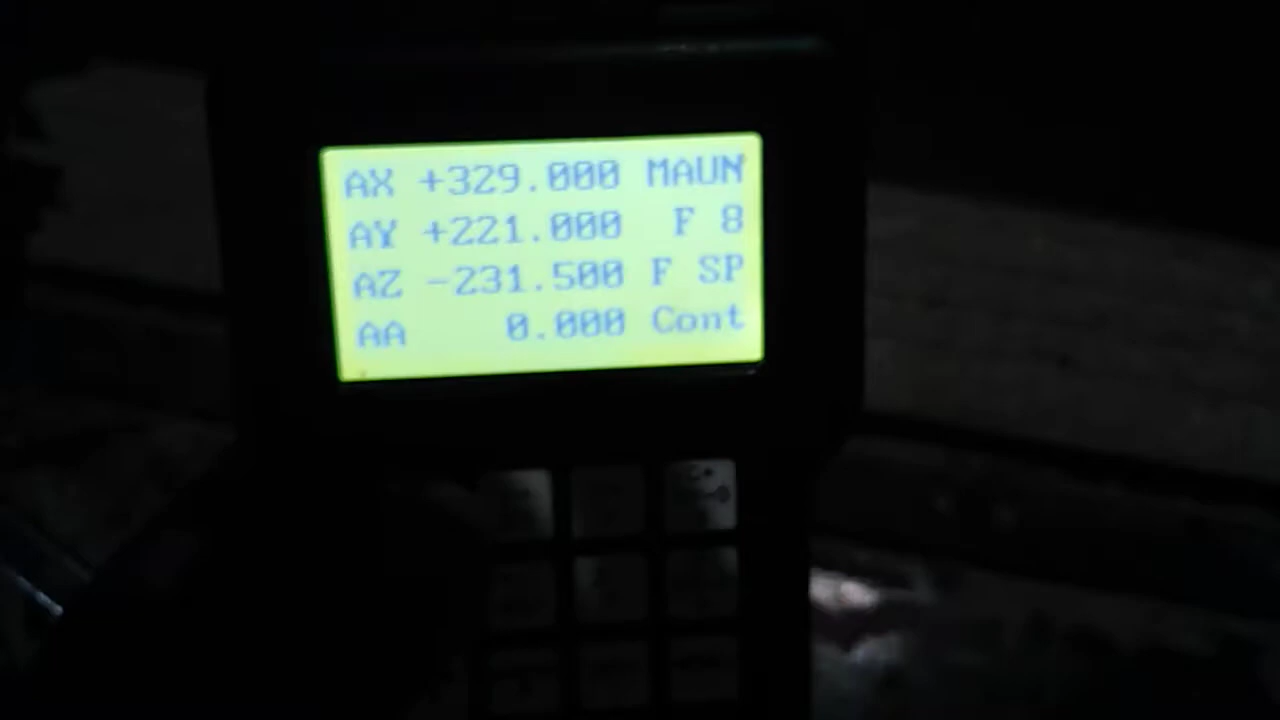 AX +329.000 MAUN
AY +221.000 F 8
AZ -231.500 F SP
AA 0.000 Cont